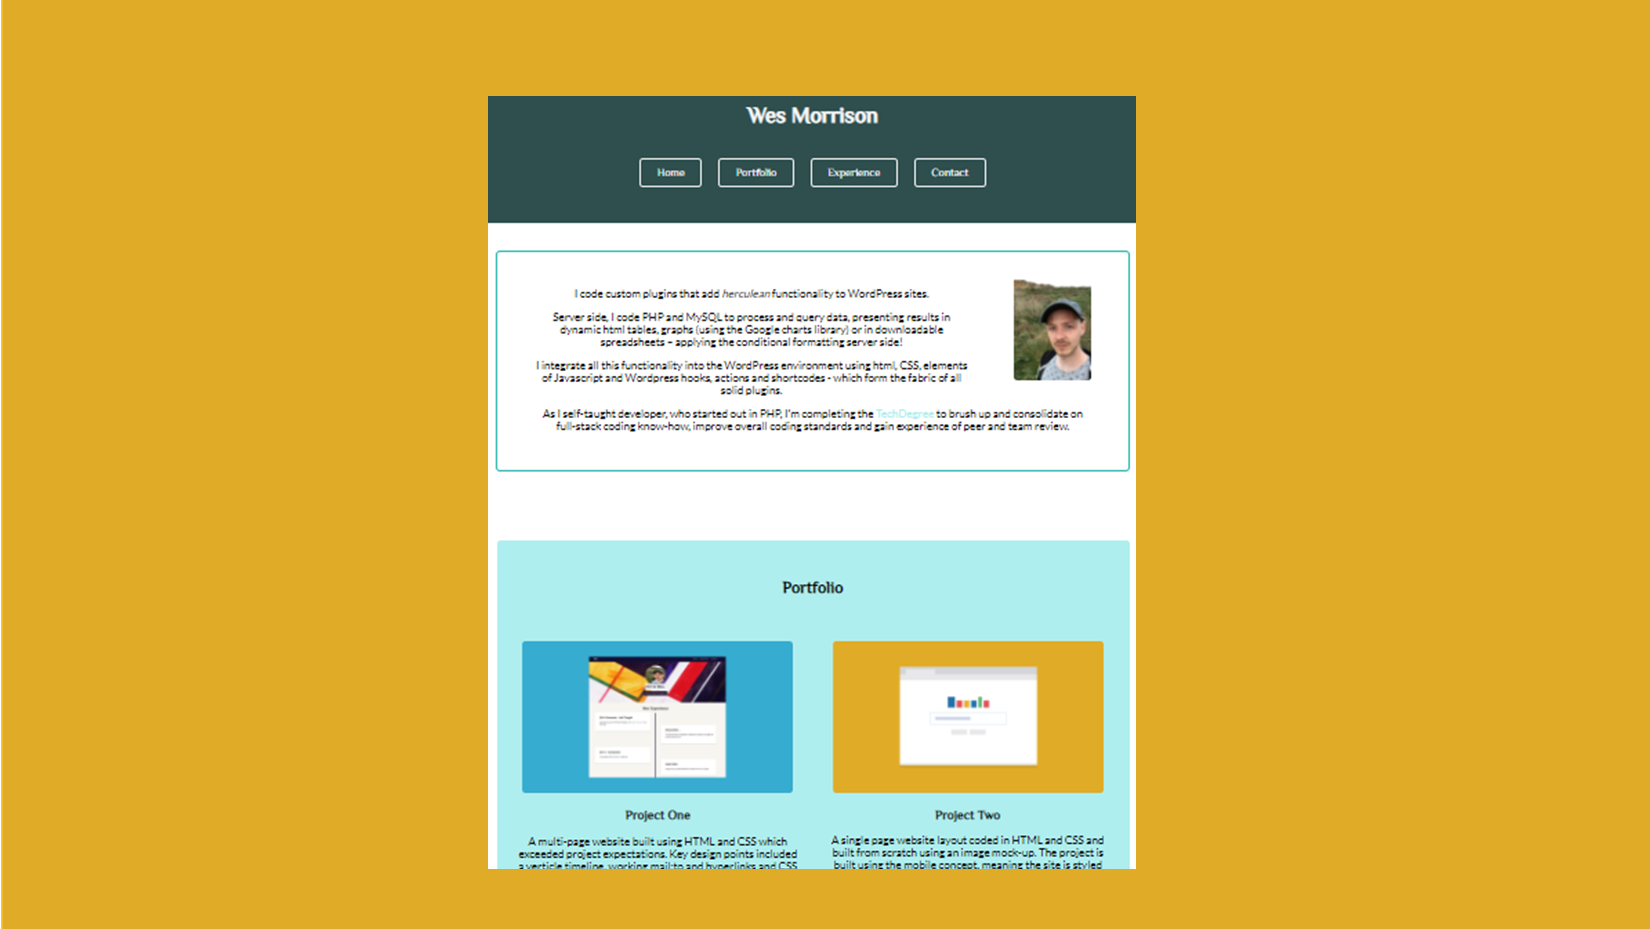 Wes Morrison
Home Portfolio Experience Contact
I code custom plugins that add herculean functionality to WordPress sites.
Server side, I code PHP and MySQL to process and query data, presenting results in
dynamic html tables, graphs (using the Google charts library) or in downloadable
spreadsheets – applying the conditional formatting server side!
I integrate all this functionality into the WordPress environment using html, CSS, elements
of Javascript and Wordpress hooks, actions and shortcodes - which form the fabric of all
solid plugins.
As I self-taught developer, who started out in PHP, I'm completing the TechDegree to brush up and consolidate on
full-stack coding know-how, improve overall coding standards and gain experience of peer and team review.
Portfolio
Project One
A multi-page website built using HTML and CSS which
exceeded project expectations. Key design points included
a verticle timeline, working mail:to and hyperlinks and CSS
Project Two
A single page website layout coded in HTML and CSS and
built from scratch using an image mock-up. The project is
built using the mobile concept, meaning the site is styled